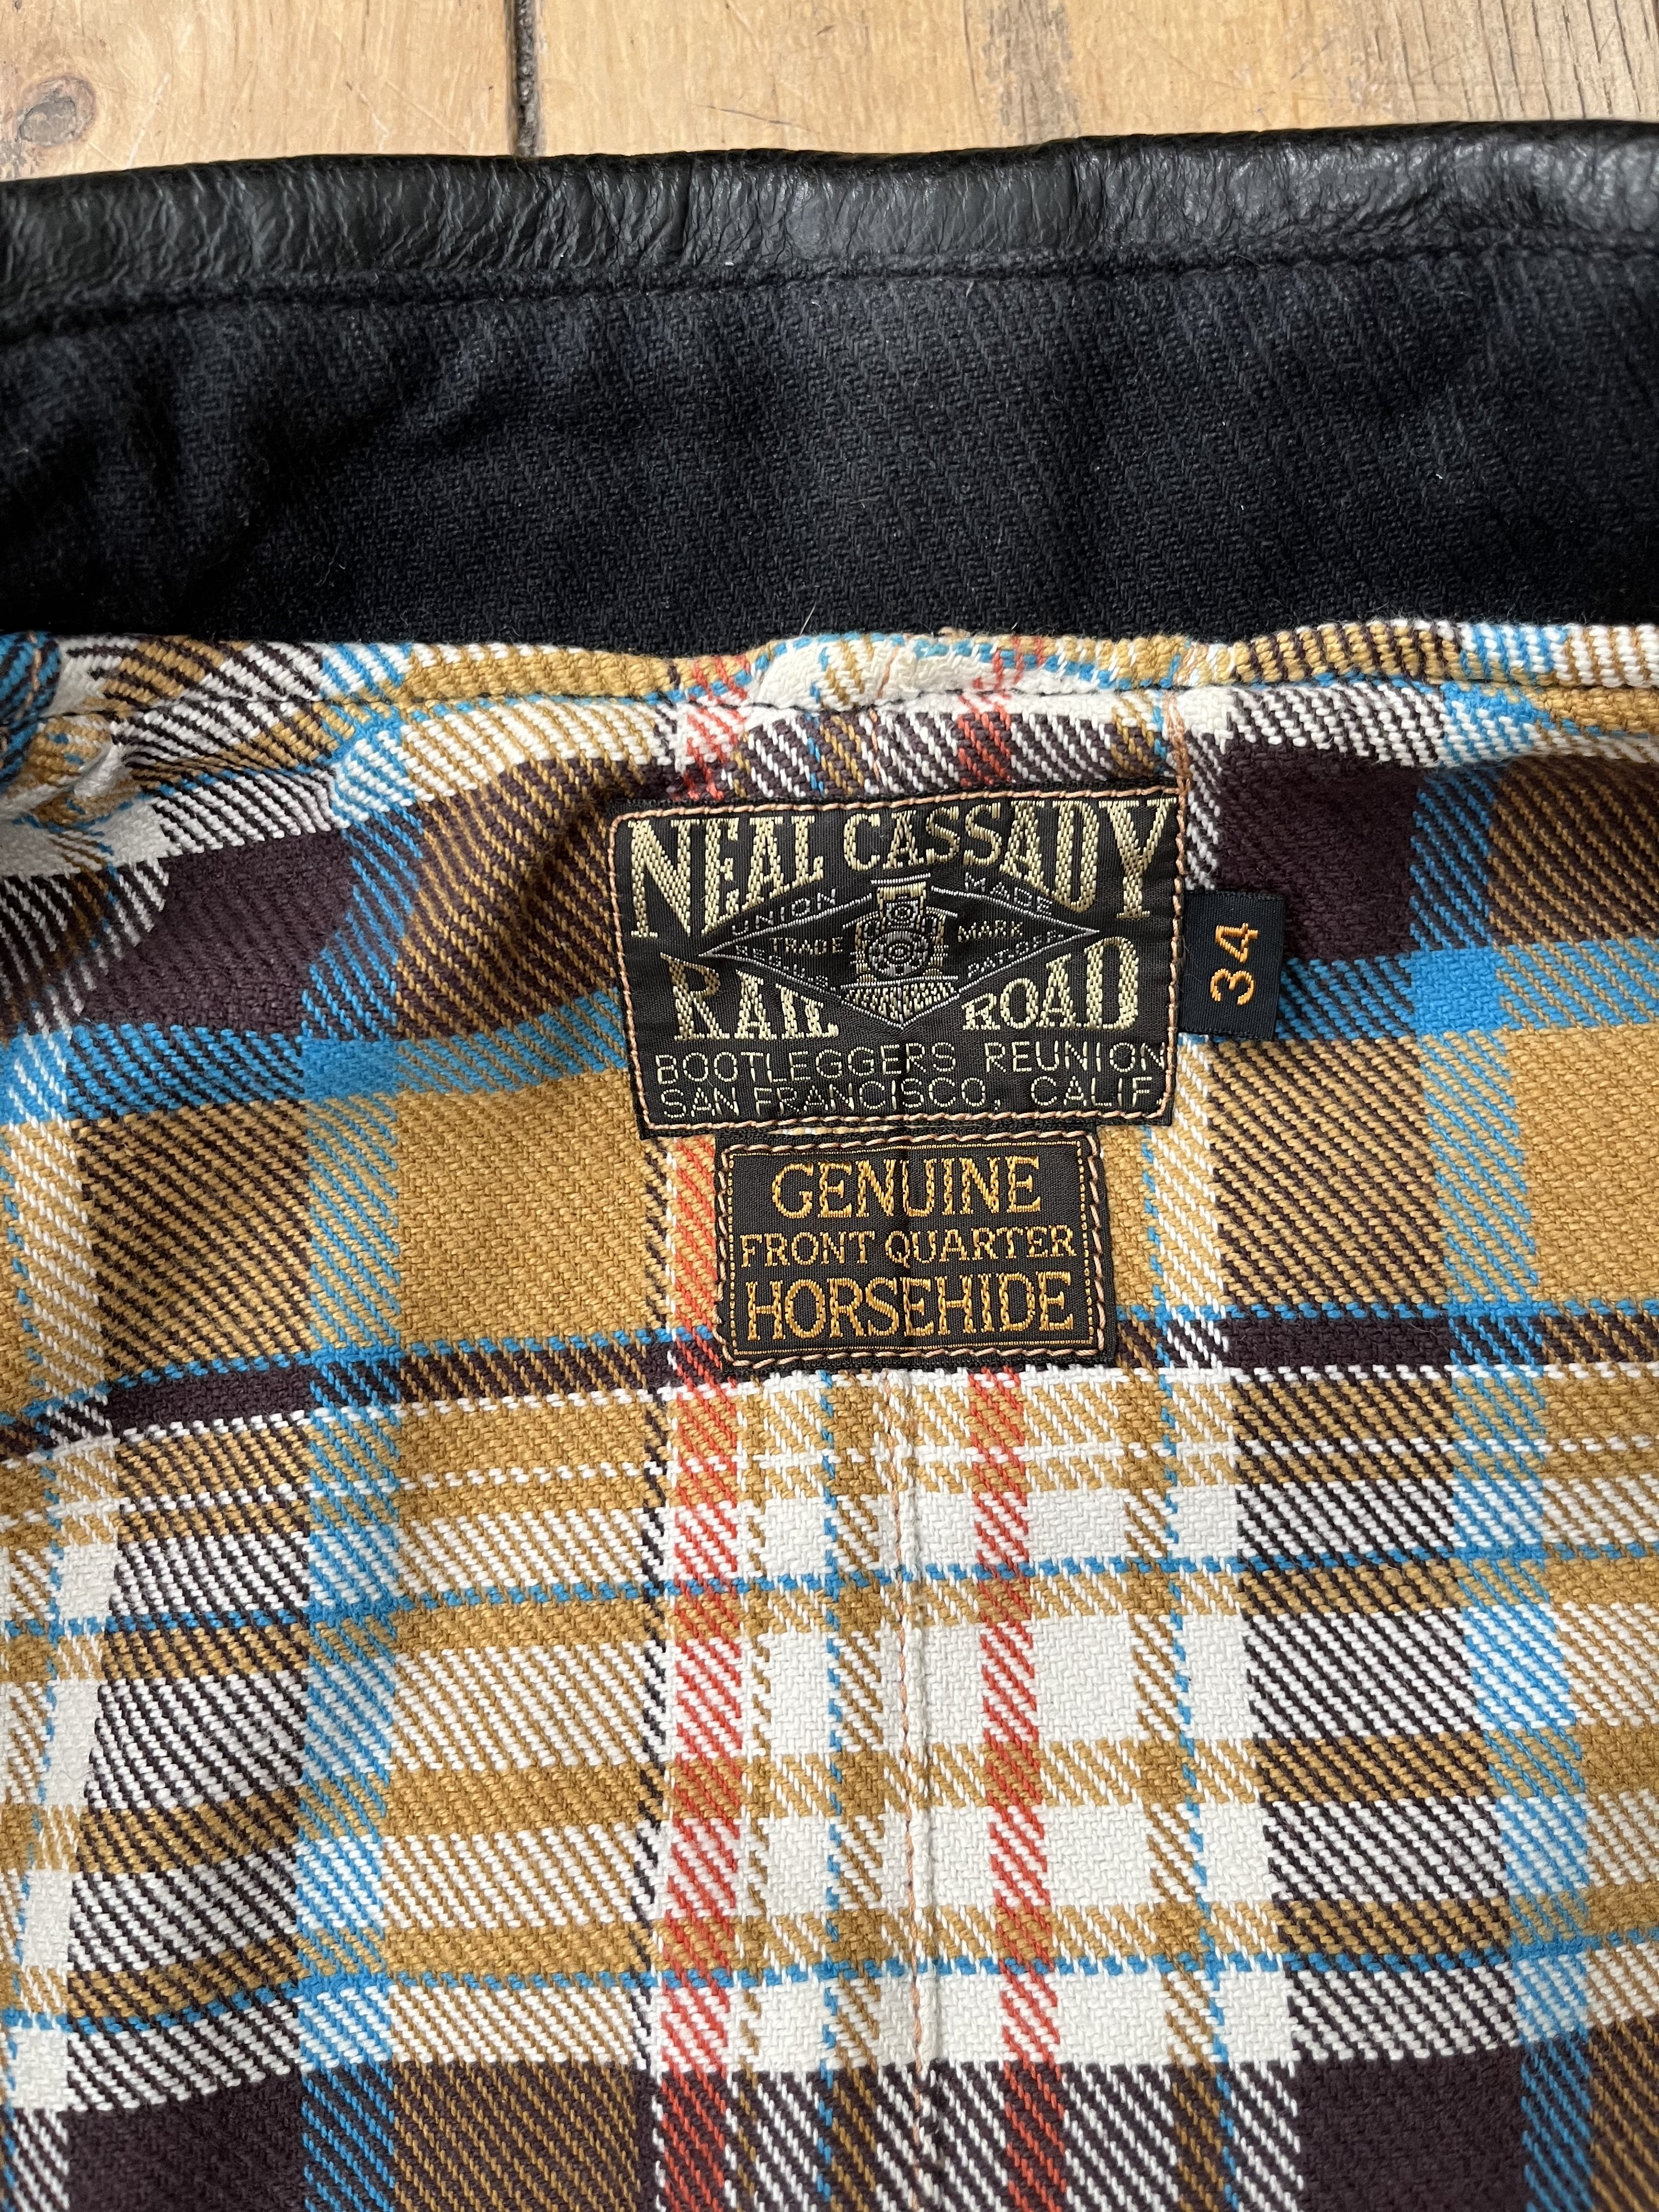 NEAL CASSADY
UNION MADE
TRADE MARK
RAIL ROAD
BOOTLEGGERS REUNION
SAN FRANCISCO, CALIF
34
GENUINE
FRONT QUARTER
HORSEHIDE